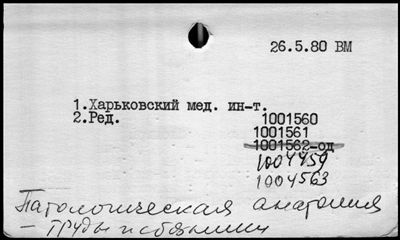 26.5.80 ВМ
1.Харьковский мед. ин-т.
2.Ред.
1001560
1001561
1001562-од
1004459
1004563
Патологическая анатомия
- труды и сборники